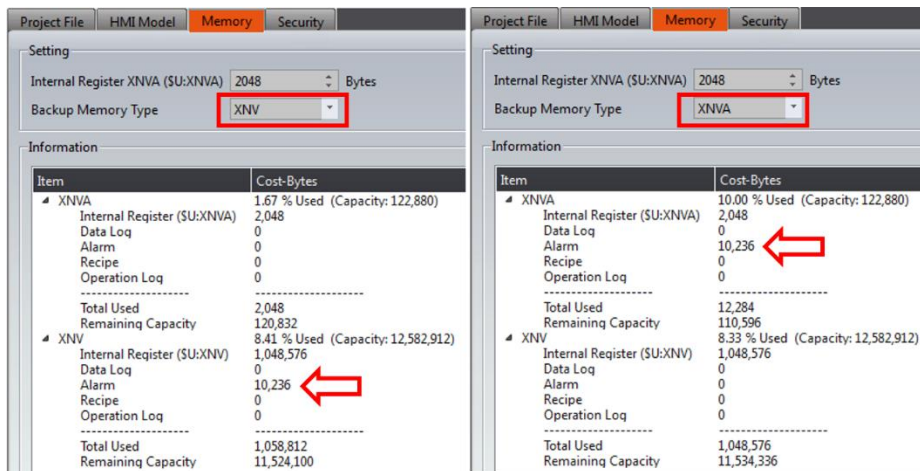 Project File HMI Model Memory Security
Setting
Internal Register XNVA ($U:XNVA) 2048 Bytes
Backup Memory Type XNV
Information
Item Cost-Bytes
XNVA 1.67 % Used (Capacity: 122,880)
Internal Register ($U:XNVA) 2,048
Data Log 0
Alarm 0
Recipe 0
Operation Log 0
-------------------- --------------
Total Used 2,048
Remaining Capacity 120,832
XNV 8.41 % Used (Capacity: 12,582,912)
Internal Register ($U:XNV) 1,048,576
Data Log 0
Alarm 10,236
Recipe 0
Operation Log 0
-------------------- --------------
Total Used 1,058,812
Remaining Capacity 11,524,100
Project File HMI Model Memory Security
Setting
Internal Register XNVA ($U:XNVA) 2048 Bytes
Backup Memory Type XNVA
Information
Item Cost-Bytes
XNVA 10.00 % Used (Capacity: 122,880)
Internal Register ($U:XNVA) 2,048
Data Log 0
Alarm 10,236
Recipe 0
Operation Log 0
-------------------- --------------
Total Used 12,284
Remaining Capacity 110,596
XNV 8.33 % Used (Capacity: 12,582,912)
Internal Register ($U:XNV) 1,048,576
Data Log 0
Alarm 0
Recipe 0
Operation Log 0
-------------------- --------------
Total Used 1,048,576
Remaining Capacity 11,534,336